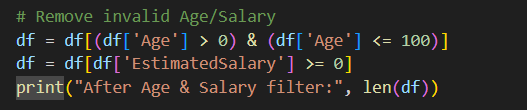 # Remove invalid Age/Salary
df = df[(df['Age'] > 0) & (df['Age'] <= 100)]
df = df[df['EstimatedSalary'] >= 0]
print("After Age & Salary filter:", len(df))